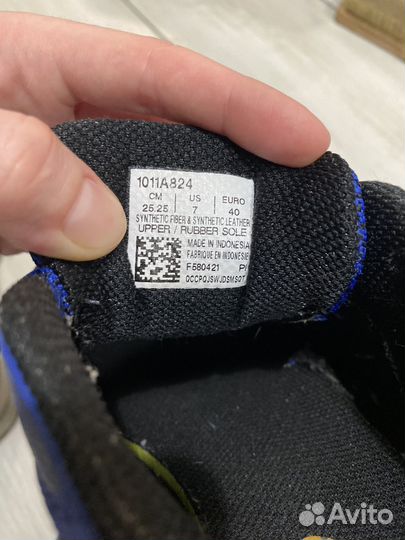 1011A824
CM US EURO
25.25 7 40
SYNTHETIC FIBER & SYNTHETIC LEATHER
UPPER / RUBBER SOLE
MADE IN INDONESIA
FABRIQUE EN INDONESIE
F580421
Avito